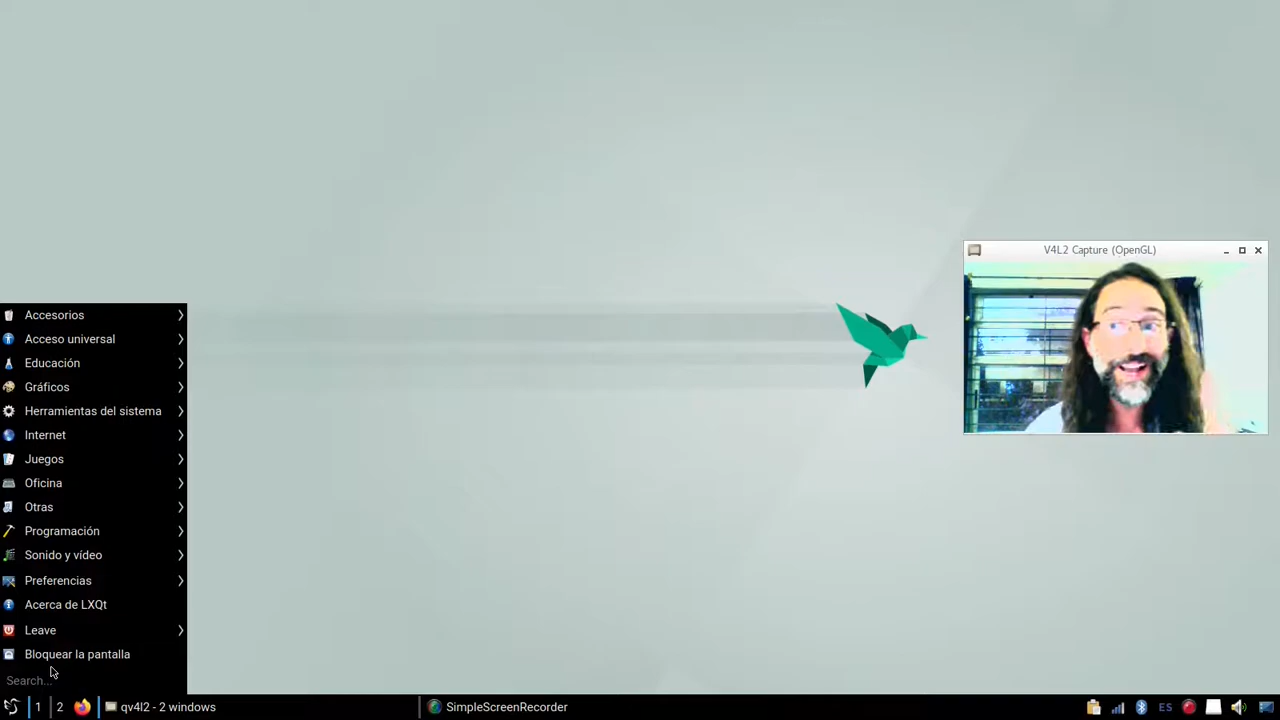 V4L2 Capture (OpenGL)
Accesorios
Acceso universal
Educación
Gráficos
Herramientas del sistema
Internet
Juegos
Oficina
Otras
Programación
Sonido y vídeo
Preferencias
Acerca de LXQt
Leave
Bloquear la pantalla
Search...
1 2 qv4l2 - 2 windows SimpleScreenRecorder ES